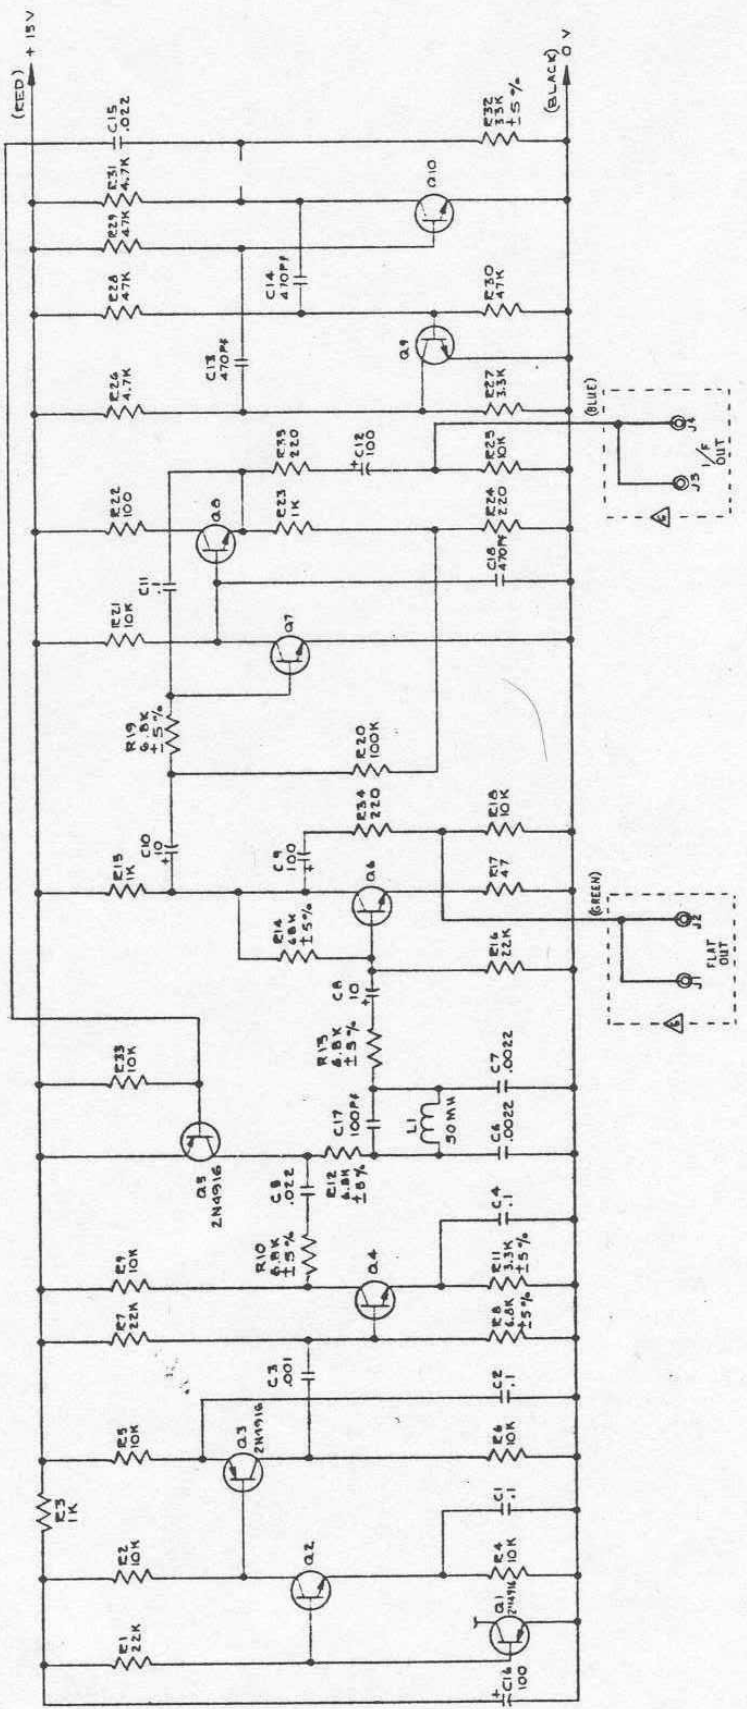 (RED)
+ 15 V
C15
.022
R32
3.3K
±5%
(BLACK)
0 V
R31
4.7K
R29
47K
Q10
R28
47K
C14
470Pf
R30
47K
C13
470Pf
Q9
R26
4.7K
R27
3.3K
R35
220
+
C12
100
R25
10K
(BLUE)
J4
J3
I/F
OUT
R22
100
Q8
R23
1K
R24
220
C11
.1
C18
470Pf
R21
10K
Q7
R19
6.8K
±5%
R20
100K
R34
220
R18
10K
C10
10
+
R15
1K
C9
100
+
Q6
R17
47
(GREEN)
J2
J1
FLAT
OUT
R14
68K
±5%
R16
22K
C8
10
+
R13
6.8K
±5%
R33
10K
C7
.0022
C17
100Pf
L1
50MH
C6
.0022
Q5
2N4916
R12
6.8K
±5%
C5
.022
R10
6.8K
±5%
C4
.1
R9
10K
Q4
R11
3.3K
±5%
R7
22K
R8
6.8K
±5%
C3
.001
C2
.1
R5
10K
Q3
2N4916
R6
10K
R3
1K
C1
.1
R2
10K
Q2
R4
10K
Q1
2N4916
R1
22K
+
C16
100